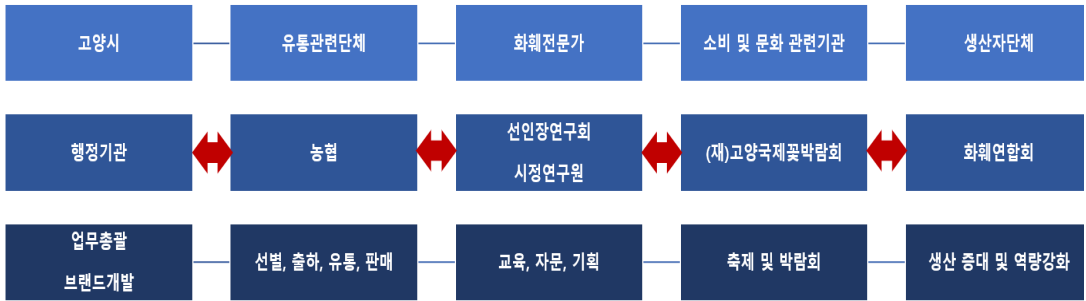 고양시
유통관련단체
화훼전문가
소비 및 문화 관련기관
생산자단체
행정기관
농협
선인장연구회
시정연구원
(재)고양국제꽃박람회
화훼연합회
업무총괄
브랜드개발
선별, 출하, 유통, 판매
교육, 자문, 기획
축제 및 박람회
생산 증대 및 역량강화